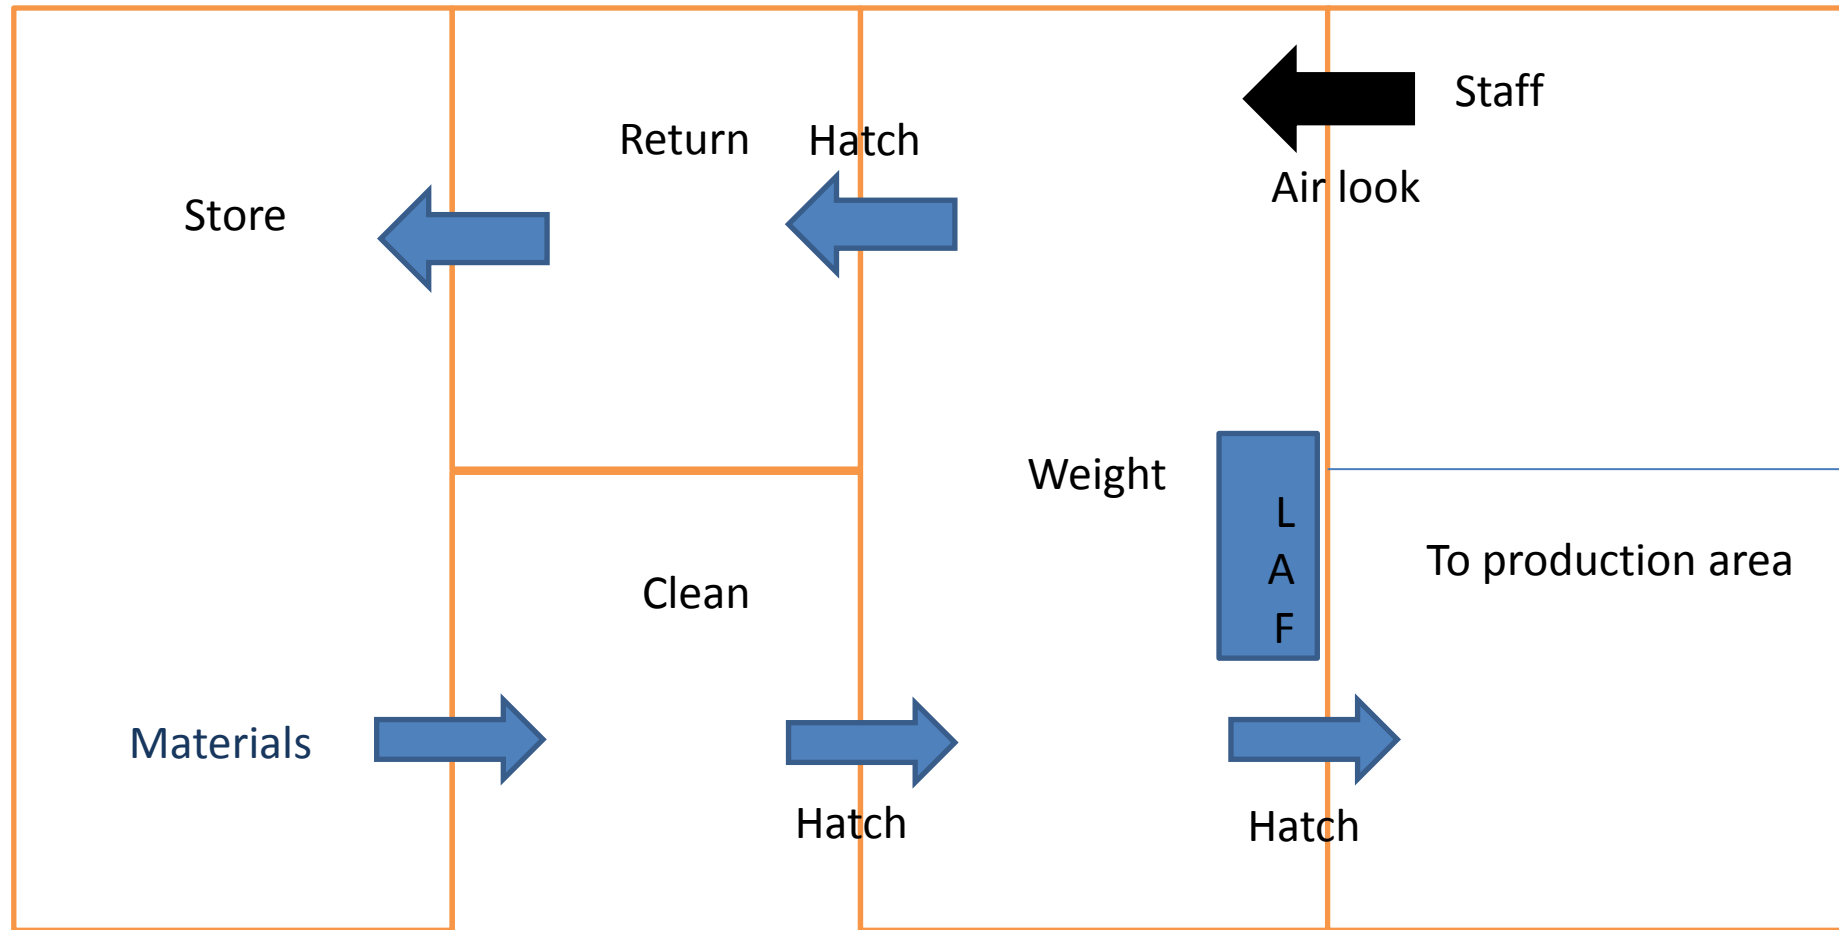 Staff
Return
Hatch
Air look
Store
Weight
L
A
F
To production area
Clean
Materials
Hatch
Hatch